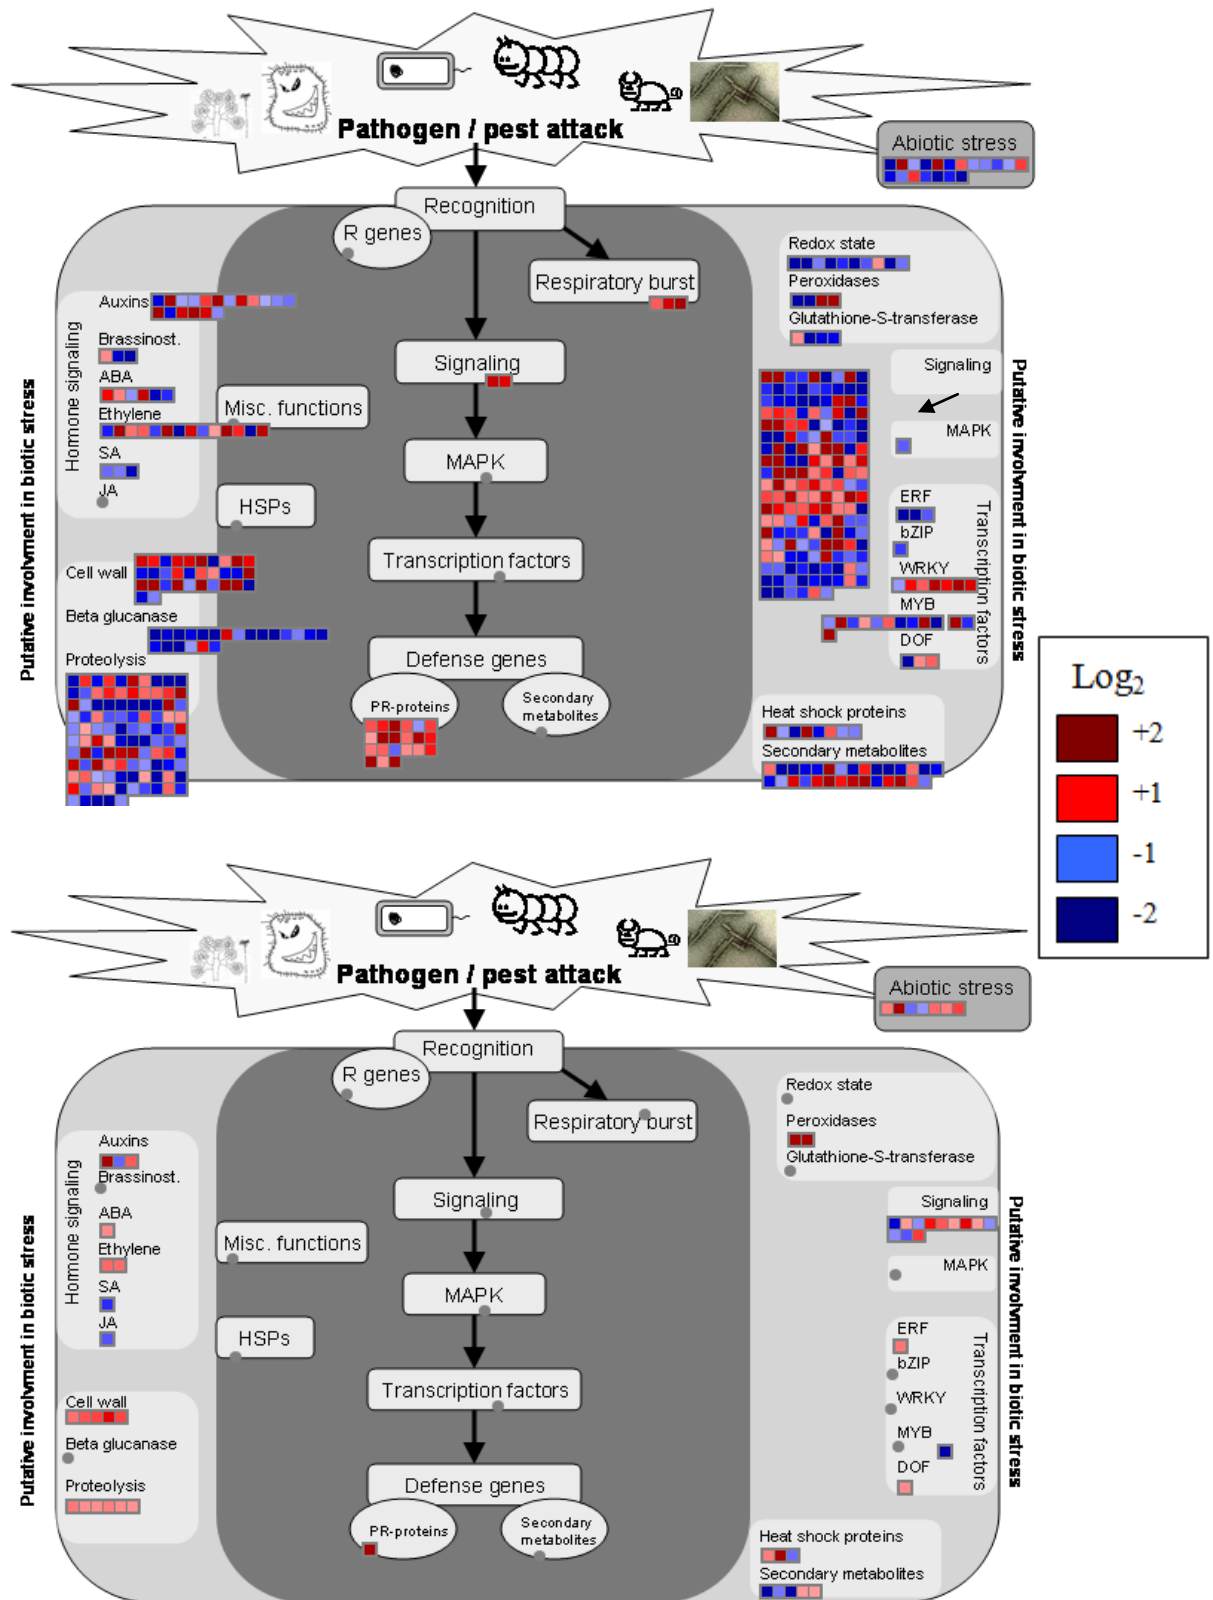 Pathogen / pest attack
Abiotic stress
Recognition
R genes
Respiratory burst
Redox state
Peroxidases
Glutathione-S-transferase
Signaling
MAPK
ERF
bZIP
WRKY
MYB
DOF
Transcription factors
Putative involvment in biotic stress
Heat shock proteins
Secondary metabolites
Hormone signaling
Auxins
Brassinost.
ABA
Ethylene
SA
JA
Cell wall
Beta glucanase
Proteolysis
Putative involvment in biotic stress
Misc. functions
HSPs
Signaling
MAPK
Transcription factors
Defense genes
PR-proteins
Secondary
metabolites
Log2
+2
+1
-1
-2
Pathogen / pest attack
Abiotic stress
Recognition
R genes
Respiratory burst
Redox state
Peroxidases
Glutathione-S-transferase
Signaling
MAPK
ERF
bZIP
WRKY
MYB
DOF
Transcription factors
Putative involvment in biotic stress
Heat shock proteins
Secondary metabolites
Hormone signaling
Auxins
Brassinost.
ABA
Ethylene
SA
JA
Cell wall
Beta glucanase
Proteolysis
Putative involvment in biotic stress
Misc. functions
HSPs
Signaling
MAPK
Transcription factors
Defense genes
PR-proteins
Secondary
metabolites